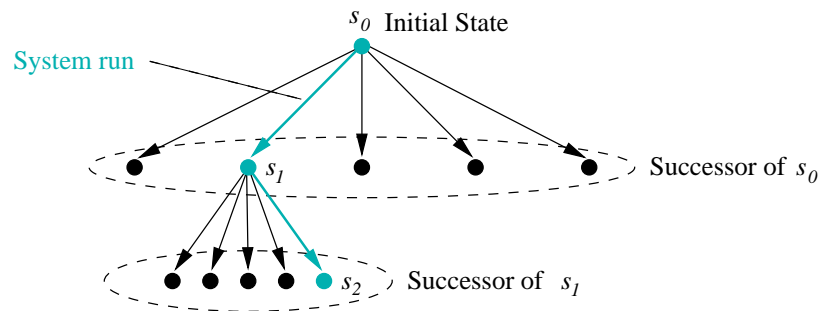 s0 Initial State
System run
s1
Successor of s0
s2
Successor of s1